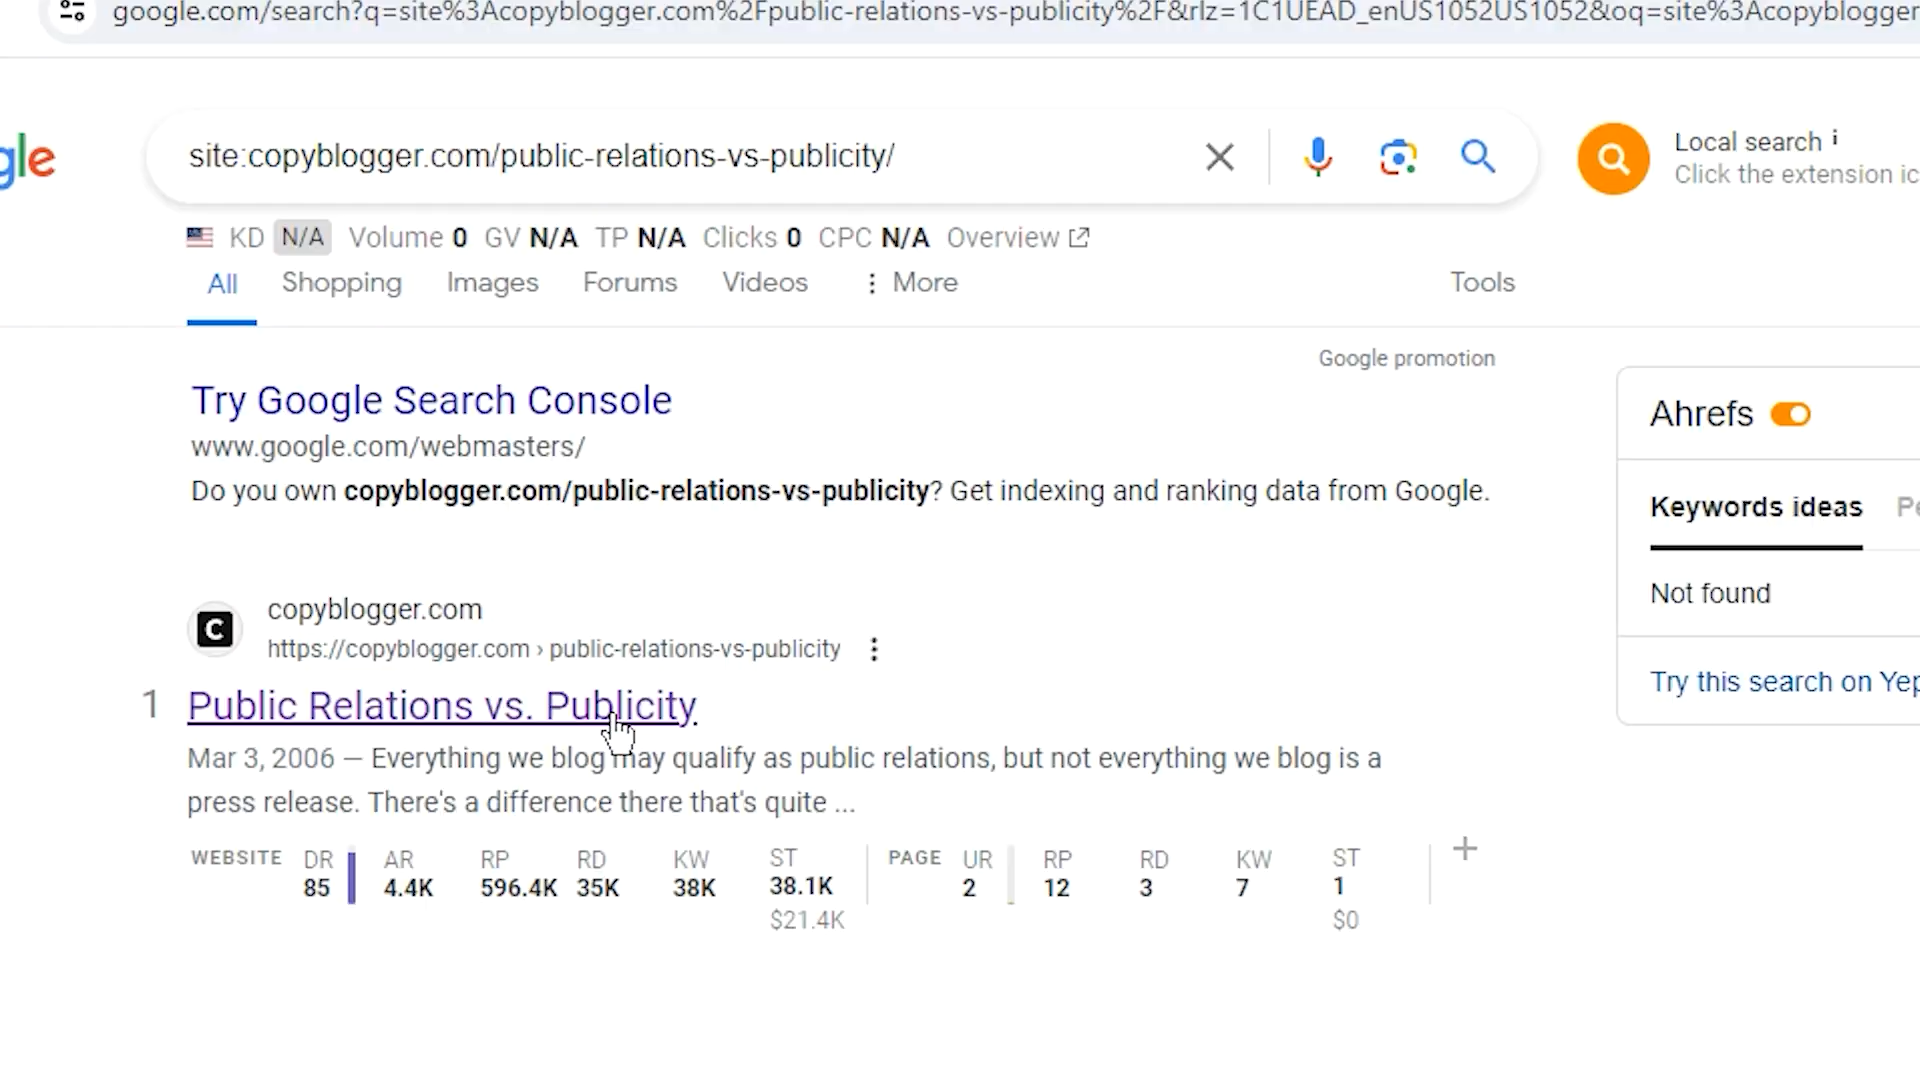 google.com/search?q=site%3Acopyblogger.com%2Fpublic-relations-vs-publicity%2F&rlz=1C1UEAD_enUS1052US1052&oq=site%3Acopyblogger
gle
site:copyblogger.com/public-relations-vs-publicity/
Local search i
Click the extension ic
KD N/A Volume 0 GV N/A TP N/A Clicks 0 CPC N/A Overview
All Shopping Images Forums Videos More Tools
Google promotion
Try Google Search Console
www.google.com/webmasters/
Do you own copyblogger.com/public-relations-vs-publicity? Get indexing and ranking data from Google.
Ahrefs
Keywords ideas Pe
Not found
Try this search on Yep
C
copyblogger.com
https://copyblogger.com › public-relations-vs-publicity
1 Public Relations vs. Publicity
Mar 3, 2006 — Everything we blog may qualify as public relations, but not everything we blog is a
press release. There's a difference there that's quite ...
WEBSITE DR AR RP RD KW ST PAGE UR RP RD KW ST
85 4.4K 596.4K 35K 38K 38.1K 2 12 3 7 1
$21.4K $0